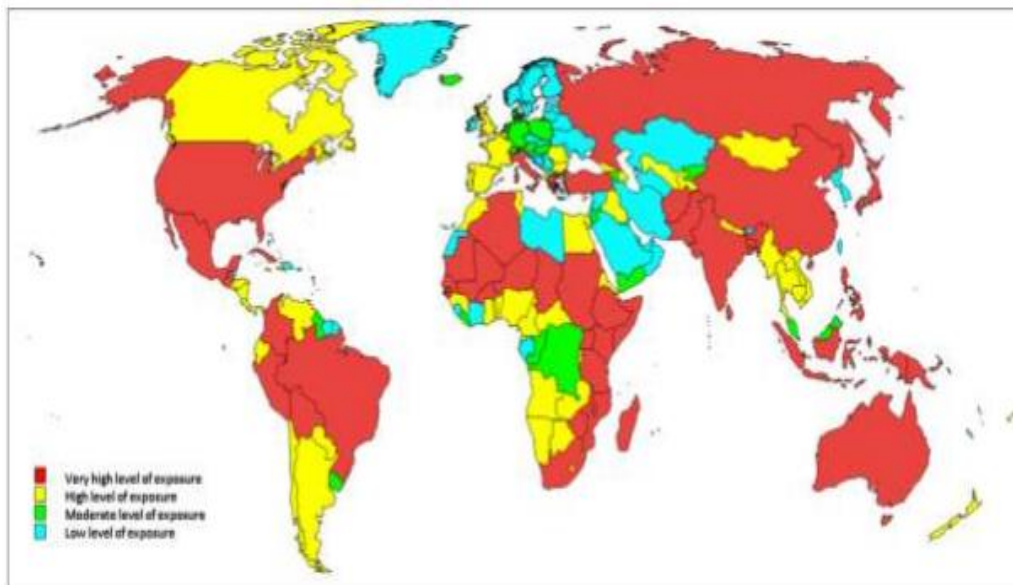 Very high level of exposure
High level of exposure
Moderate level of exposure
Low level of exposure